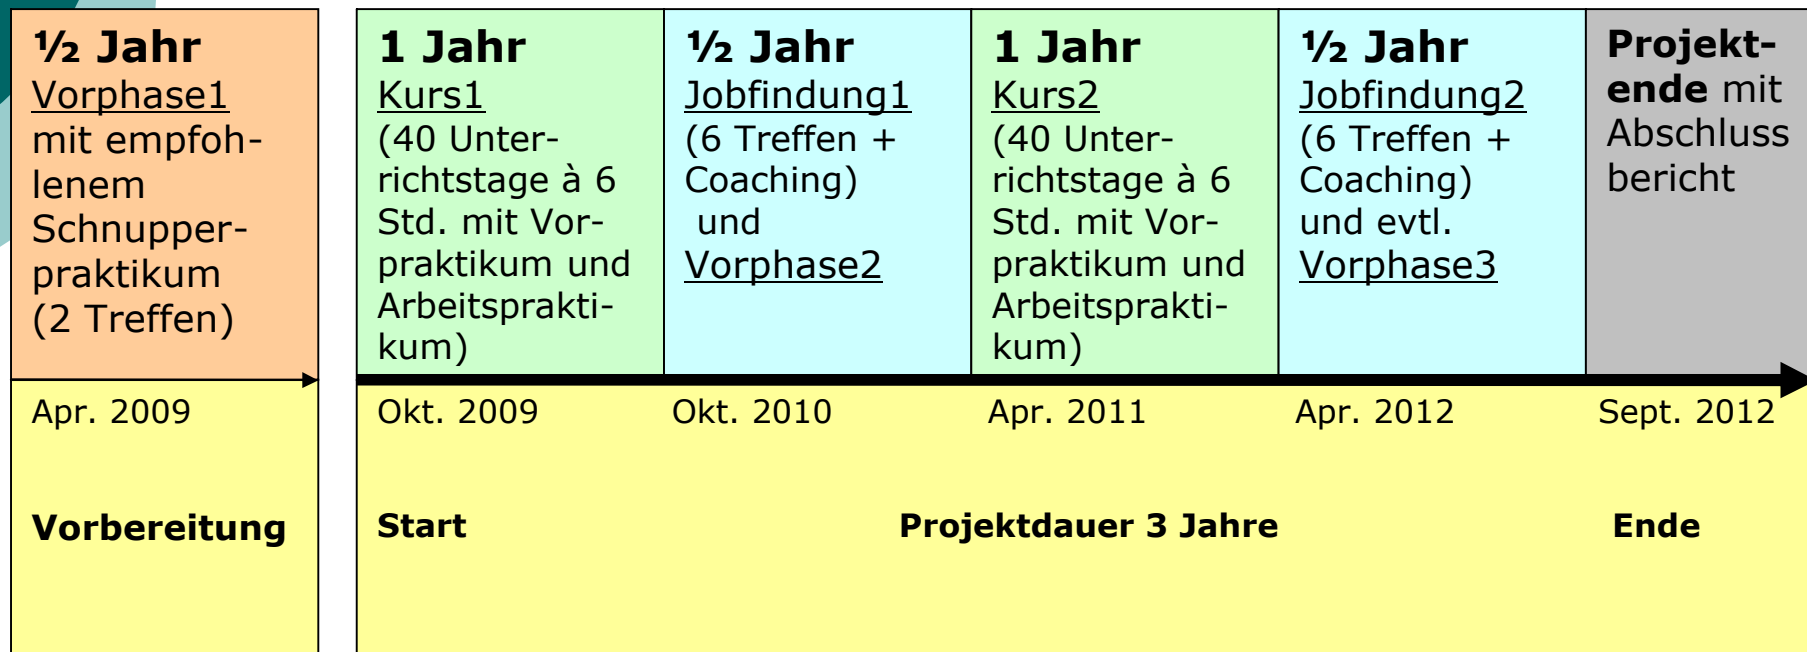 ½ Jahr
Vorphase1
mit empfoh-
lenem
Schnupper-
praktikum
(2 Treffen)
1 Jahr
Kurs1
(40 Unter-
richtstage à 6
Std. mit Vor-
praktikum und
Arbeitsprakti-
kum)
½ Jahr
Jobfindung1
(6 Treffen +
Coaching)
und
Vorphase2
1 Jahr
Kurs2
(40 Unter-
richtstage à 6
Std. mit Vor-
praktikum und
Arbeitsprakti-
kum)
½ Jahr
Jobfindung2
(6 Treffen +
Coaching)
und evtl.
Vorphase3
Projekt-
ende mit
Abschluss
bericht
Apr. 2009
Okt. 2009
Okt. 2010
Apr. 2011
Apr. 2012
Sept. 2012
Vorbereitung
Start
Projektdauer 3 Jahre
Ende